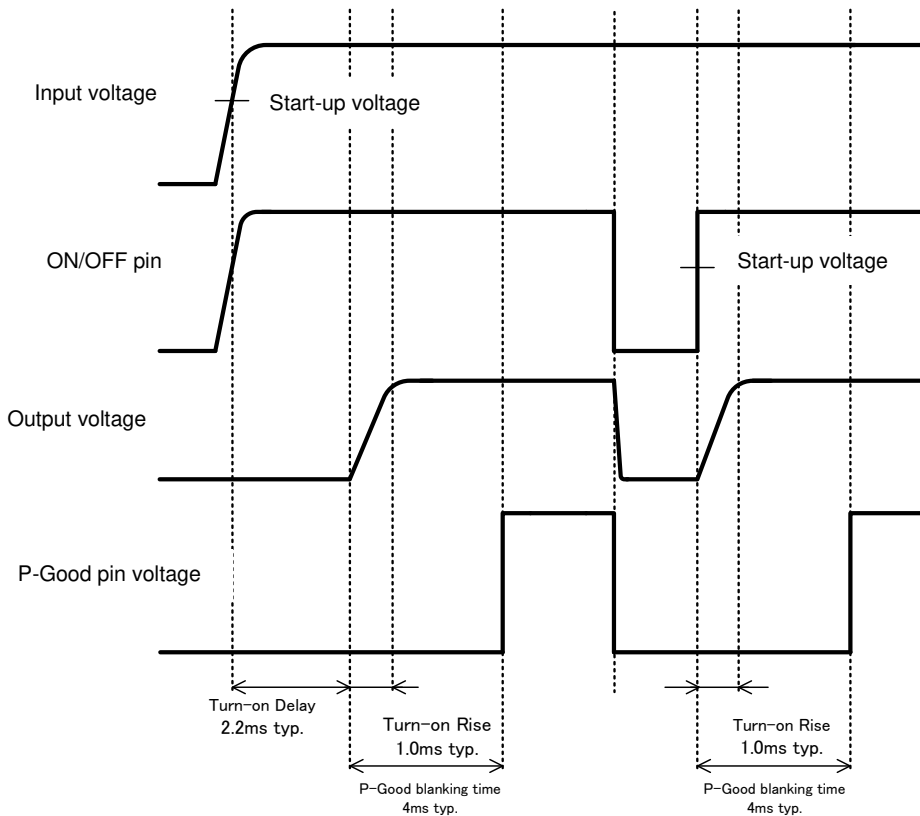 Input voltage
Start-up voltage
ON/OFF pin
Start-up voltage
Output voltage
P-Good pin voltage
Turn-on Delay
2.2ms typ.
Turn-on Rise
1.0ms typ.
Turn-on Rise
1.0ms typ.
P-Good blanking time
4ms typ.
P-Good blanking time
4ms typ.